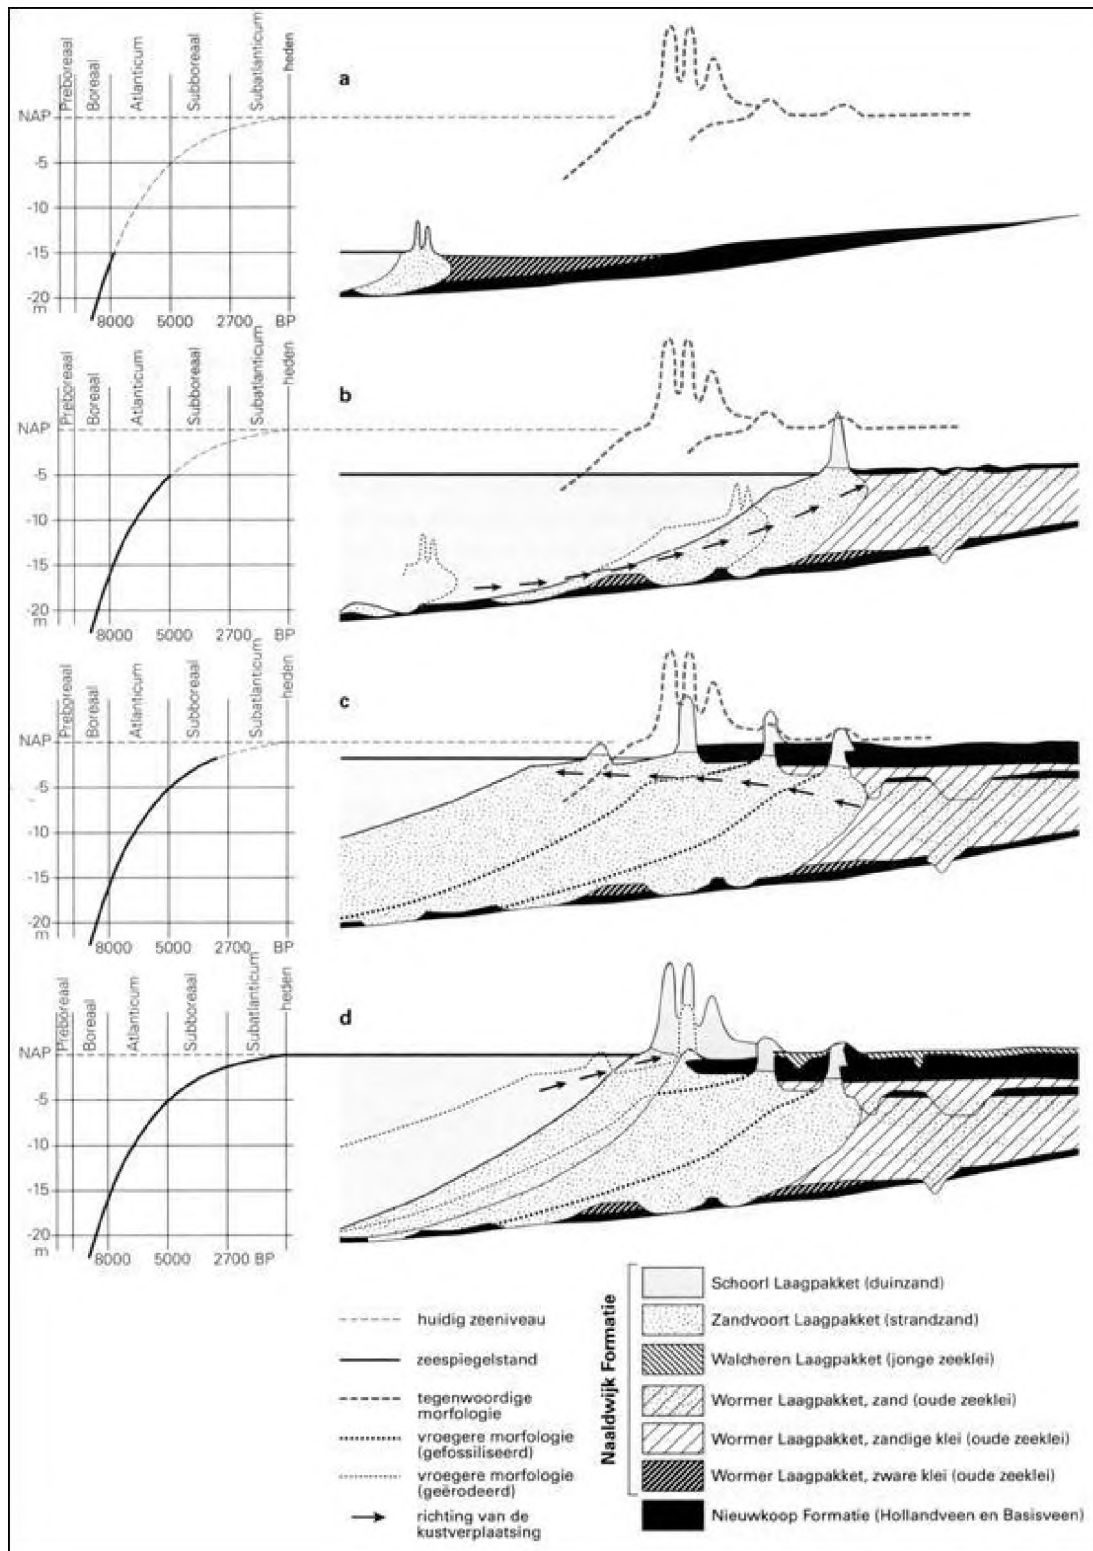 Preboreaal
Boreaal
Atlanticum
Subboreaal
Subatlanticum
heden
a
NAP
-5
-10
-15
-20
m
8000 5000 2700 BP
Preboreaal
Boreaal
Atlanticum
Subboreaal
Subatlanticum
heden
b
NAP
-5
-10
-15
-20
m
8000 5000 2700 BP
Preboreaal
Boreaal
Atlanticum
Subboreaal
Subatlanticum
heden
c
NAP
-5
-10
-15
-20
m
8000 5000 2700 BP
Preboreaal
Boreaal
Atlanticum
Subboreaal
Subatlanticum
heden
d
NAP
-5
-10
-15
-20
m
8000 5000 2700 BP
huidig zeeniveau
zeespiegelstand
tegenwoordige
morfologie
vroegere morfologie
(gefossiliseerd)
vroegere morfologie
(geërodeerd)
richting van de
kustverplaatsing
Naaldwijk Formatie
Schoorl Laagpakket (duinzand)
Zandvoort Laagpakket (strandzand)
Walcheren Laagpakket (jonge zeeklei)
Wormer Laagpakket, zand (oude zeeklei)
Wormer Laagpakket, zandige klei (oude zeeklei)
Wormer Laagpakket, zware klei (oude zeeklei)
Nieuwkoop Formatie (Hollandveen en Basisveen)